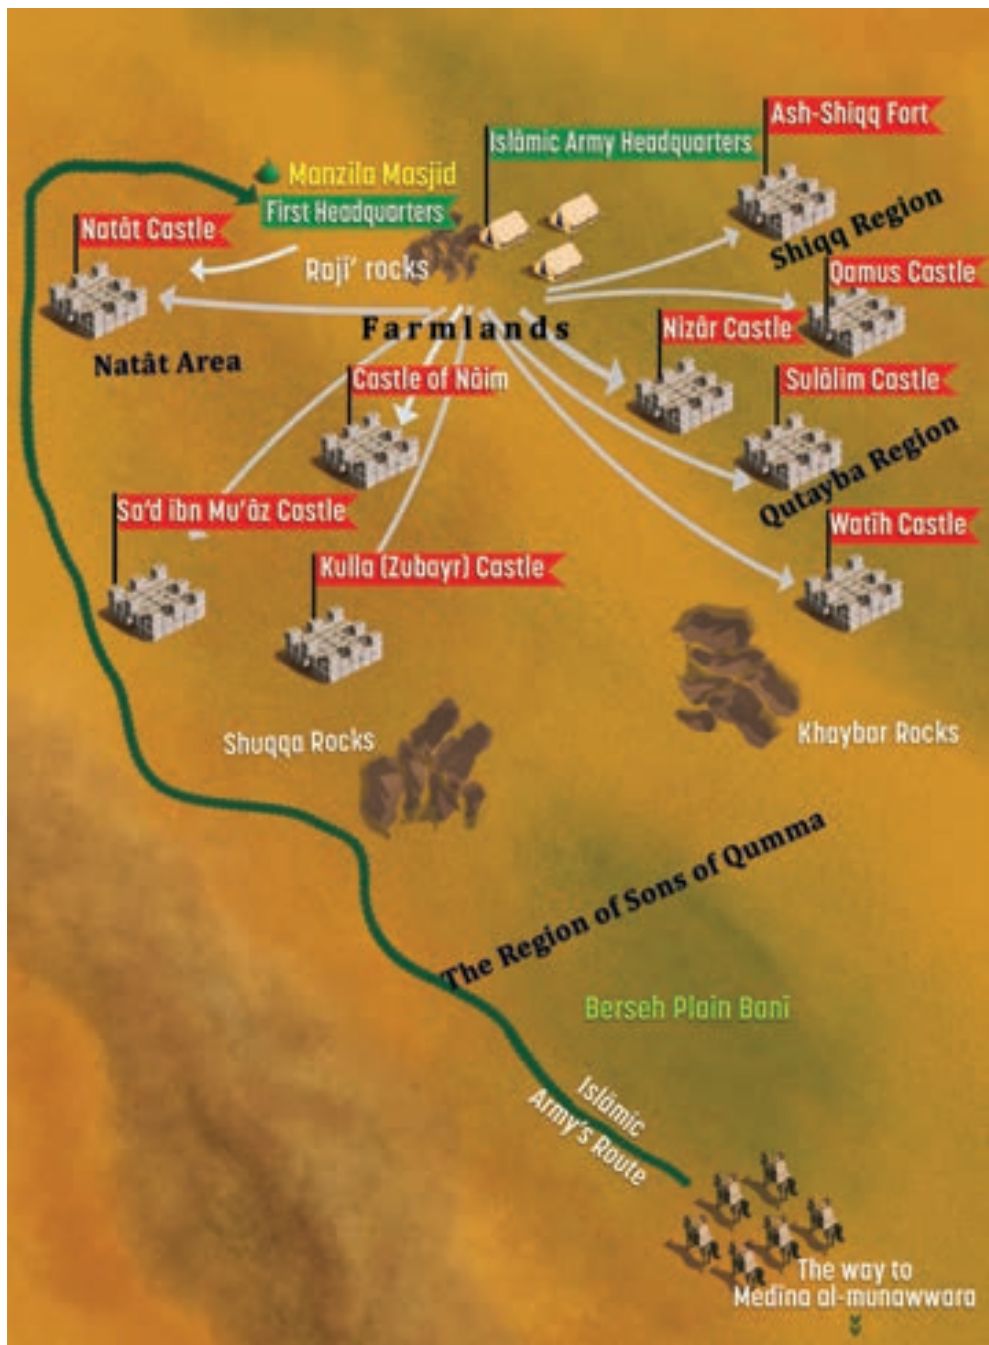 Ash-Shiqq Fort
Islâmic Army Headquarters
Manzila Masjid
First Headquarters
Natât Castle
Raji' rocks
Shiqq Region
Qamus Castle
Farmlands
Nizâr Castle
Natât Area
Castle of Nâim
Sulâlim Castle
Qutayba Region
Sa'd ibn Mu'âz Castle
Watîh Castle
Kulla (Zubayr) Castle
Shuqqa Rocks
Khaybar Rocks
The Region of Sons of Qumma
Berseh Plain Banî
Islâmic
Army's Route
The way to
Medîna al-munawwara